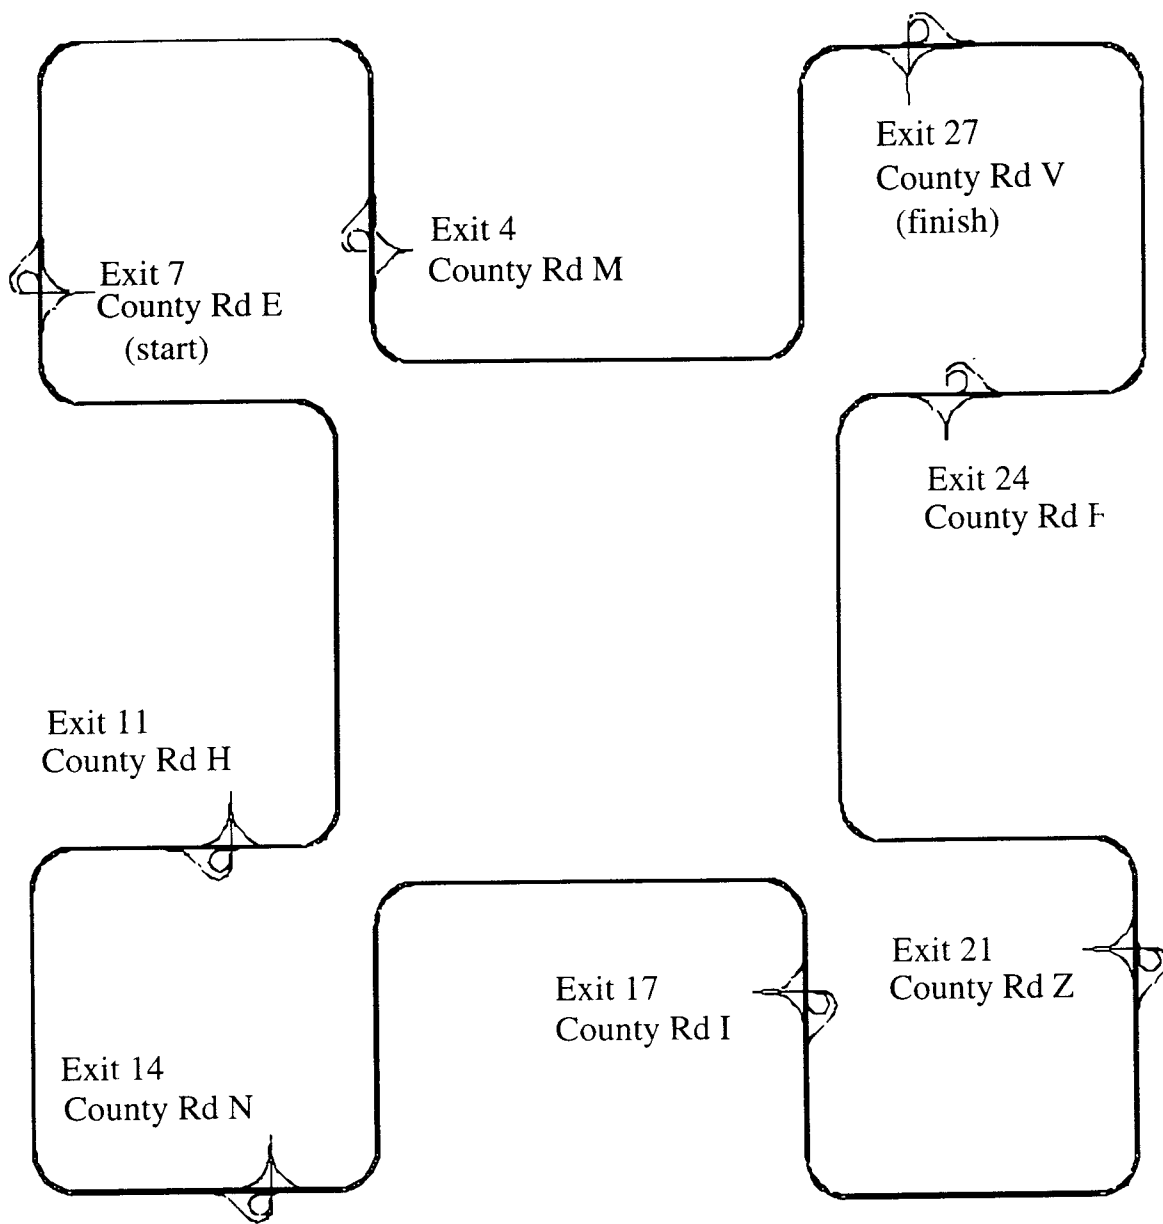 Exit 27
County Rd V
(finish)
Exit 4
County Rd M
Exit 7
County Rd E
(start)
Exit 24
County Rd
Exit 11
County Rd H
Exit 21
County Rd Z
Exit 17
County Rd I
Exit 14
County Rd N